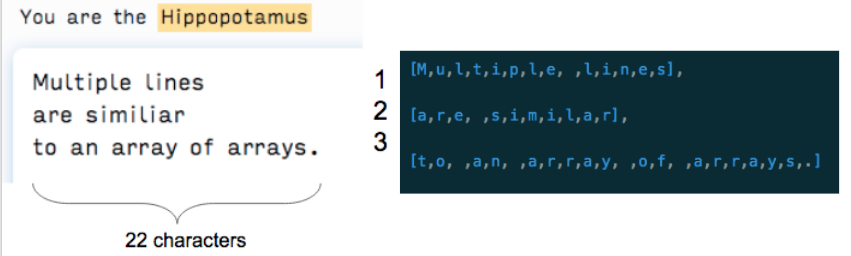 You are the Hippopotamus
Multiple lines
are similiar
to an array of arrays.
22 characters
1
2
3
[M,u,l,t,i,p,l,e, ,l,i,n,e,s],
[a,r,e, ,s,i,m,i,l,a,r],
[t,o, ,a,n, ,a,r,r,a,y, ,o,f, ,a,r,r,a,y,s,.]